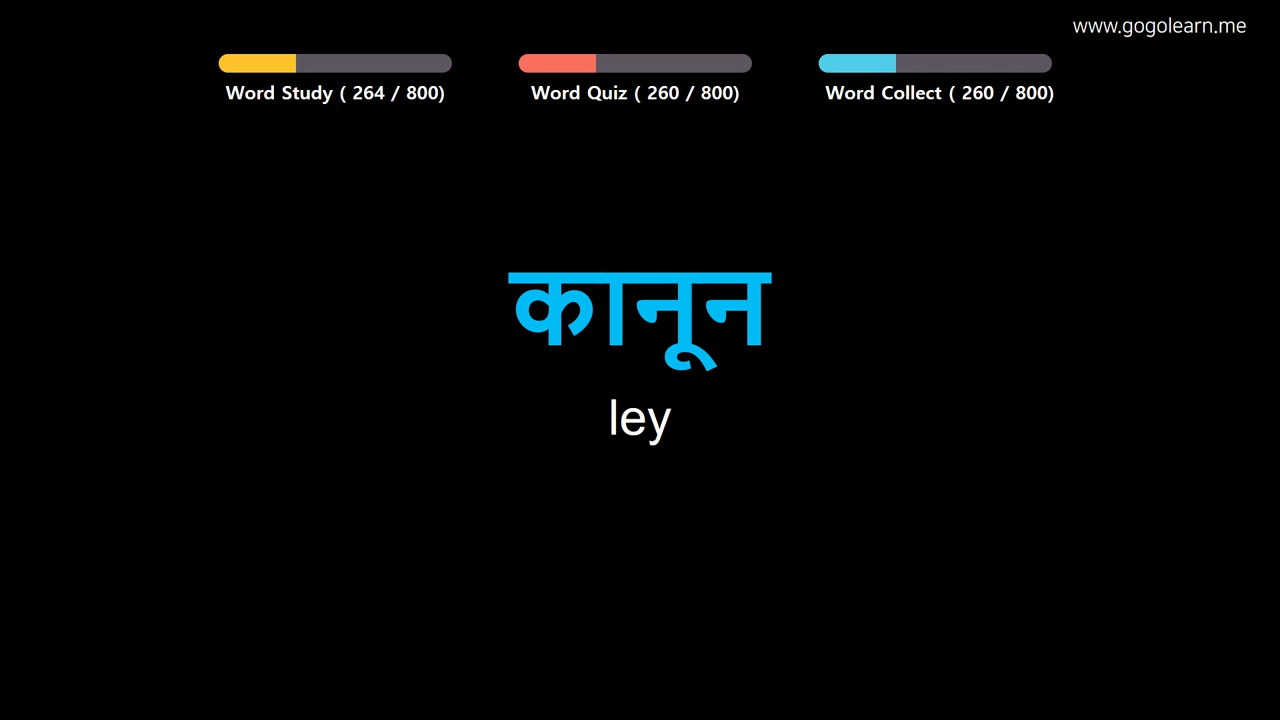 www.gogolearn.me
Word Study ( 264 / 800)
Word Quiz ( 260 / 800)
Word Collect ( 260 / 800)
कानून
ley